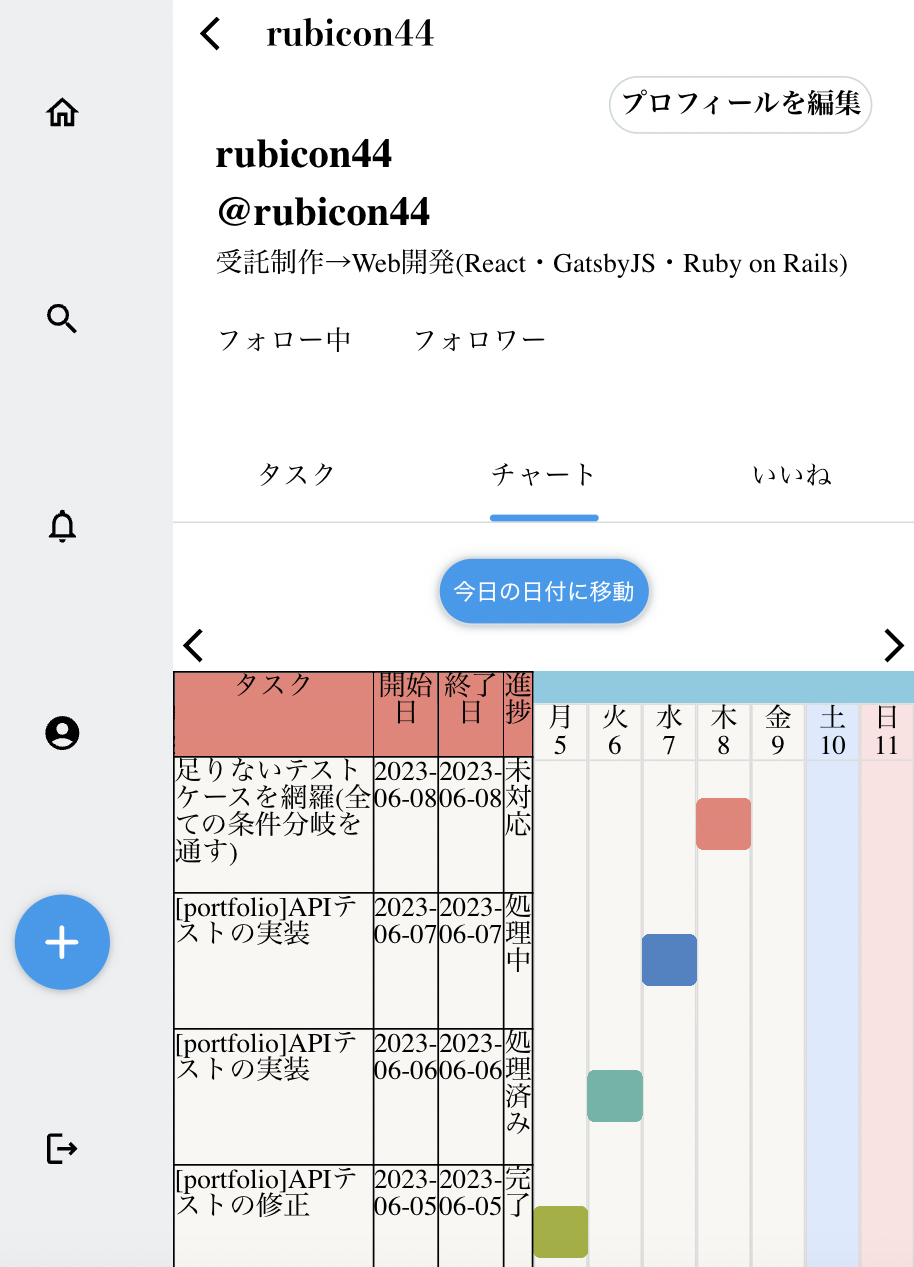 rubicon44
プロフィールを編集
rubicon44
@rubicon44
受託制作→Web開発(React・GatsbyJS・Ruby on Rails)
フォロー中 フォロワー
タスク チャート いいね
今日の日付に移動
タスク 開始日 終了日 進捗
月 火 水 木 金 土 日
5 6 7 8 9 10 11
足りないテスト
ケースを網羅(全
ての条件分岐を
通す)
2023-
06-08
2023-
06-08
未
対
応
[portfolio]APIテ
ストの実装
2023-
06-07
2023-
06-07
処
理
中
[portfolio]APIテ
ストの実装
2023-
06-06
2023-
06-06
処
理
済
み
[portfolio]APIテ
ストの修正
2023-
06-05
2023-
06-05
完
了